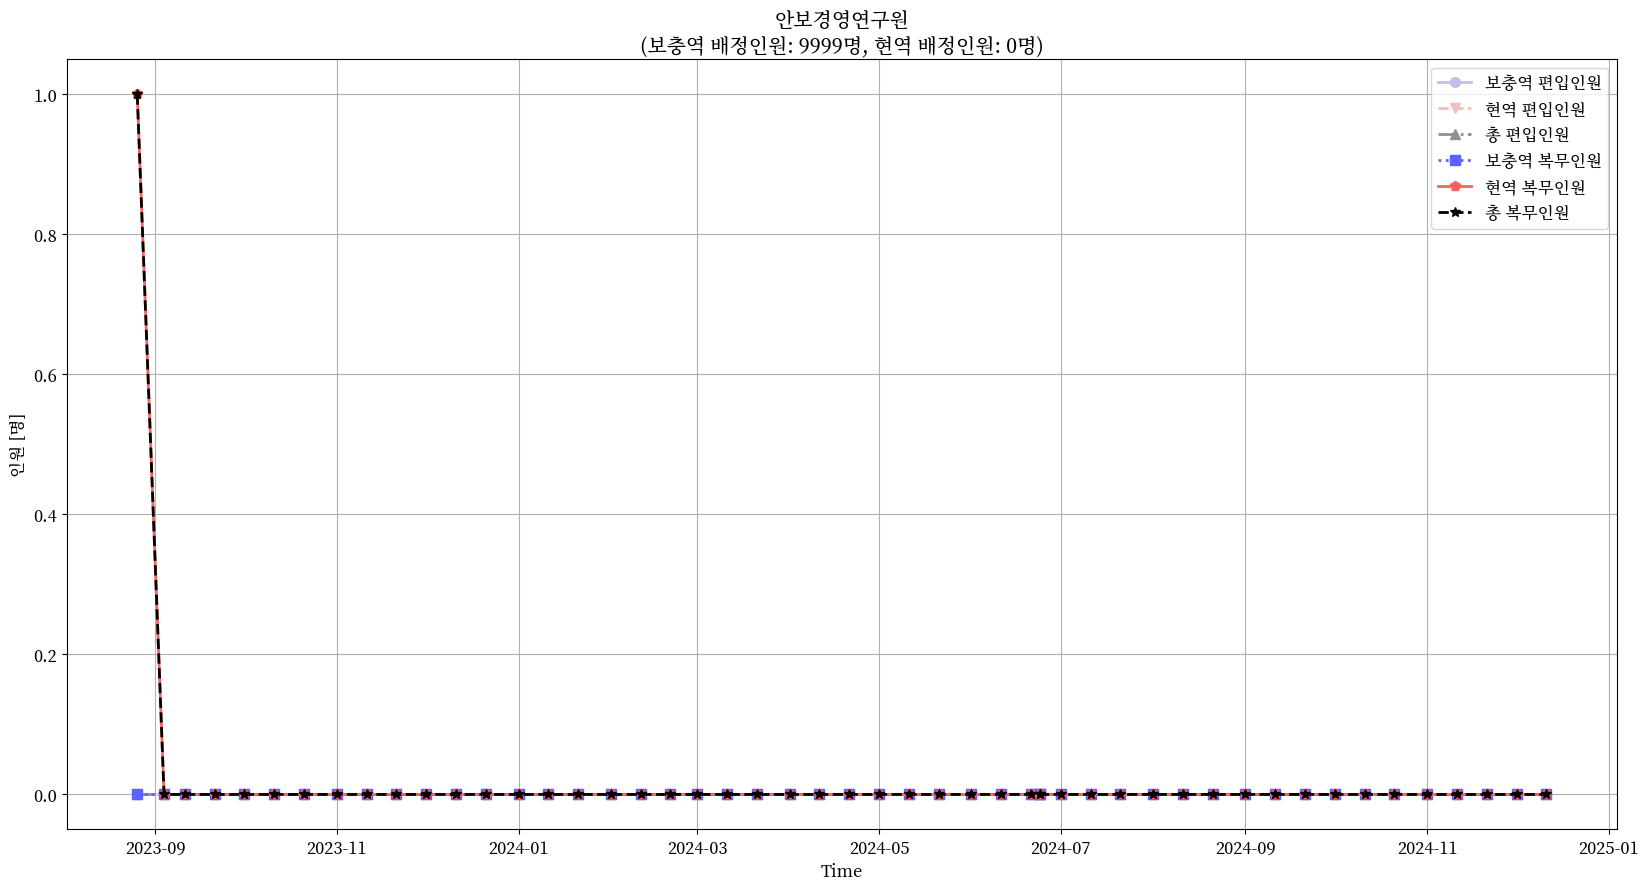 안보경영연구원
(보충역 배정인원: 9999명, 현역 배정인원: 0명)
보충역 편입인원
현역 편입인원
총 편입인원
보충역 복무인원
현역 복무인원
총 복무인원
인원 [명]
1.0
0.8
0.6
0.4
0.2
0.0
2023-09
2023-11
2024-01
2024-03
2024-05
2024-07
2024-09
2024-11
2025-01
Time